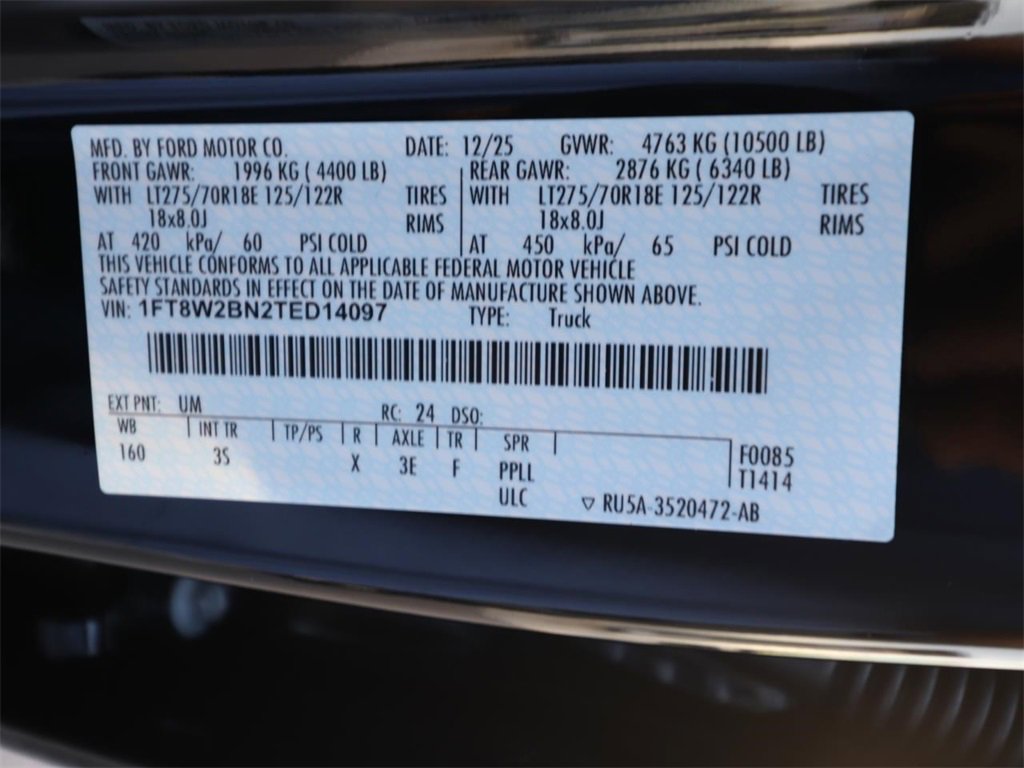 MFD. BY FORD MOTOR CO. DATE: 12/25 GVWR: 4763 KG (10500 LB)
FRONT GAWR: 1996 KG ( 4400 LB) REAR GAWR: 2876 KG ( 6340 LB)
WITH LT275/70R18E 125/122R TIRES WITH LT275/70R18E 125/122R TIRES
18x8.0J RIMS 18x8.0J RIMS
AT 420 kPa/ 60 PSI COLD AT 450 kPa/ 65 PSI COLD
THIS VEHICLE CONFORMS TO ALL APPLICABLE FEDERAL MOTOR VEHICLE
SAFETY STANDARDS IN EFFECT ON THE DATE OF MANUFACTURE SHOWN ABOVE.
VIN: 1FT8W2BN2TED14097 TYPE: Truck
EXT PNT: UM RC: 24 DSO:
WB INT TR TP/PS R AXLE TR SPR F0085
160 3S X 3E F PPLL T1414
ULC ▽ RU5A-3520472-AB